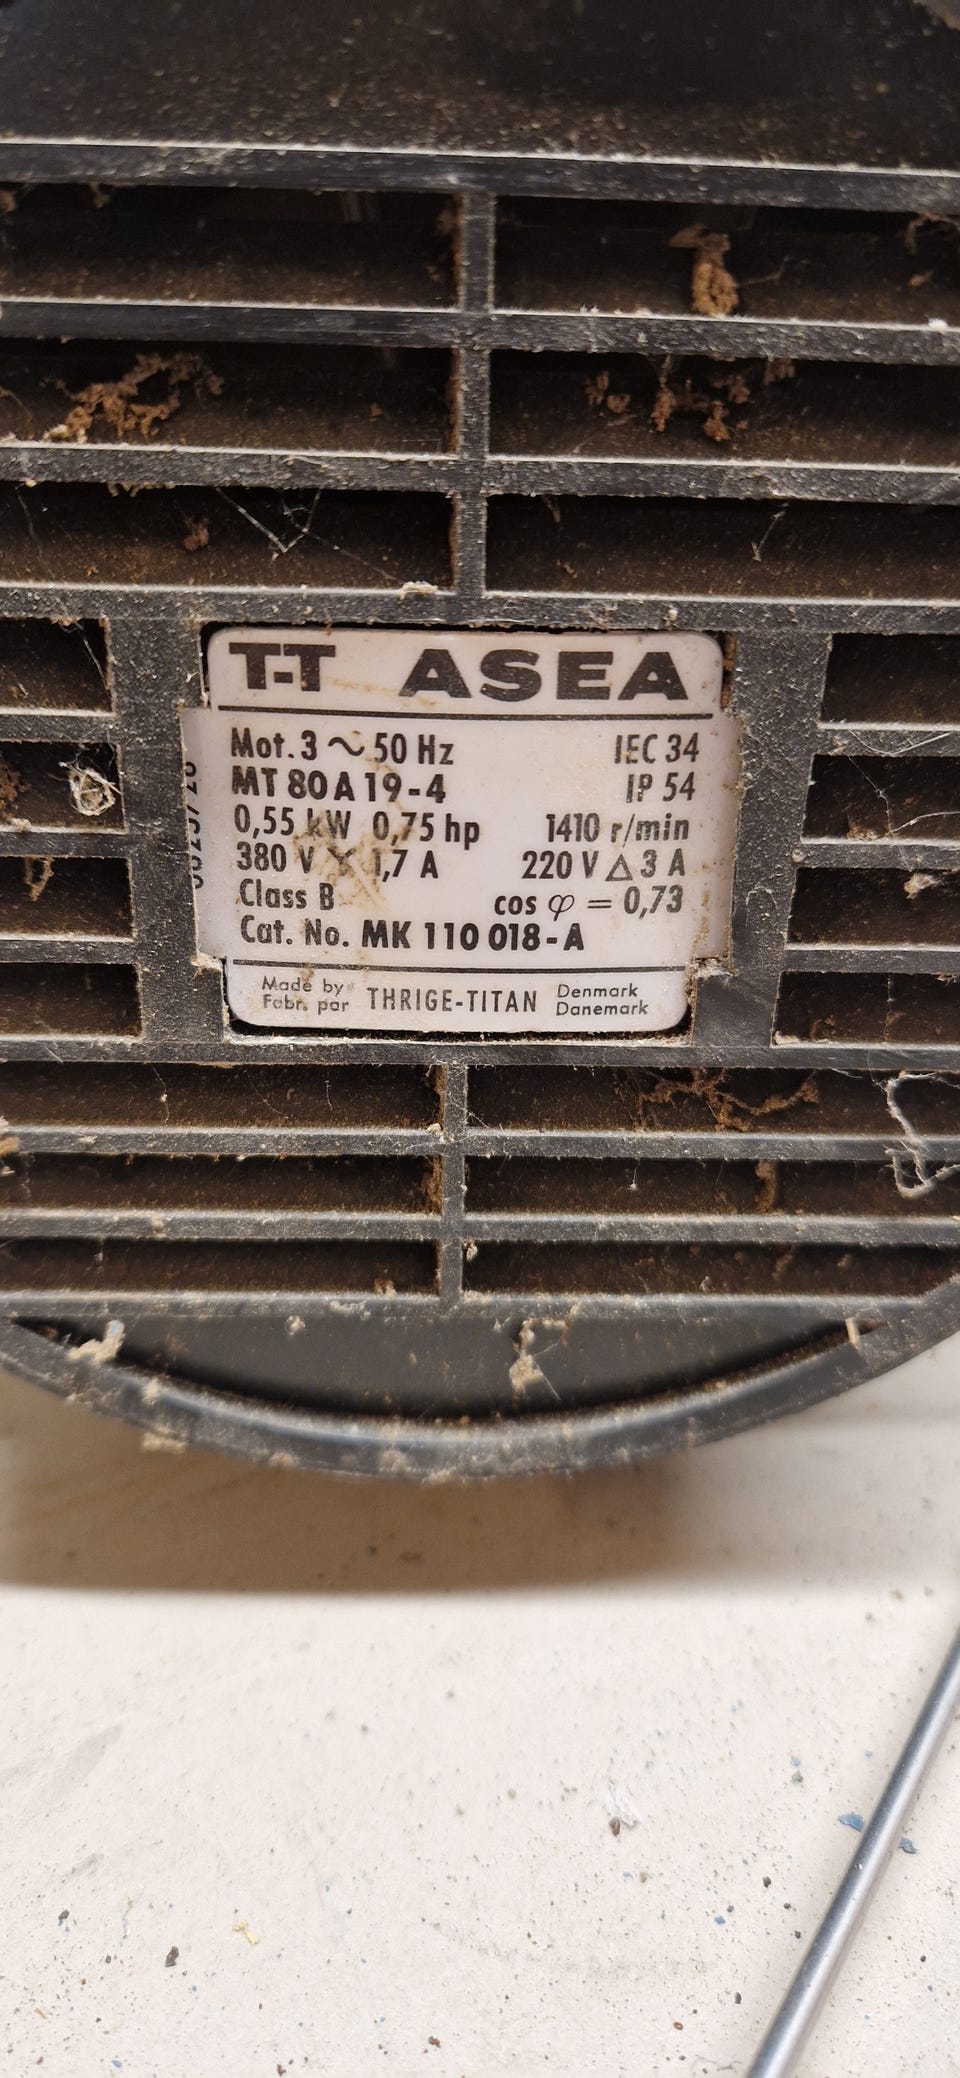 T-T ASEA
Mot. 3 ~ 50 Hz IEC 34
MT 80 A 19-4 IP 54
0,55 kW 0,75 hp 1410 r/min
380 V Y 1,7 A 220 V △ 3 A
Class B cos φ = 0,73
Cat. No. MK 110 018-A
Made by
Fabr. par
THRIGE-TITAN
Denmark
Danemark